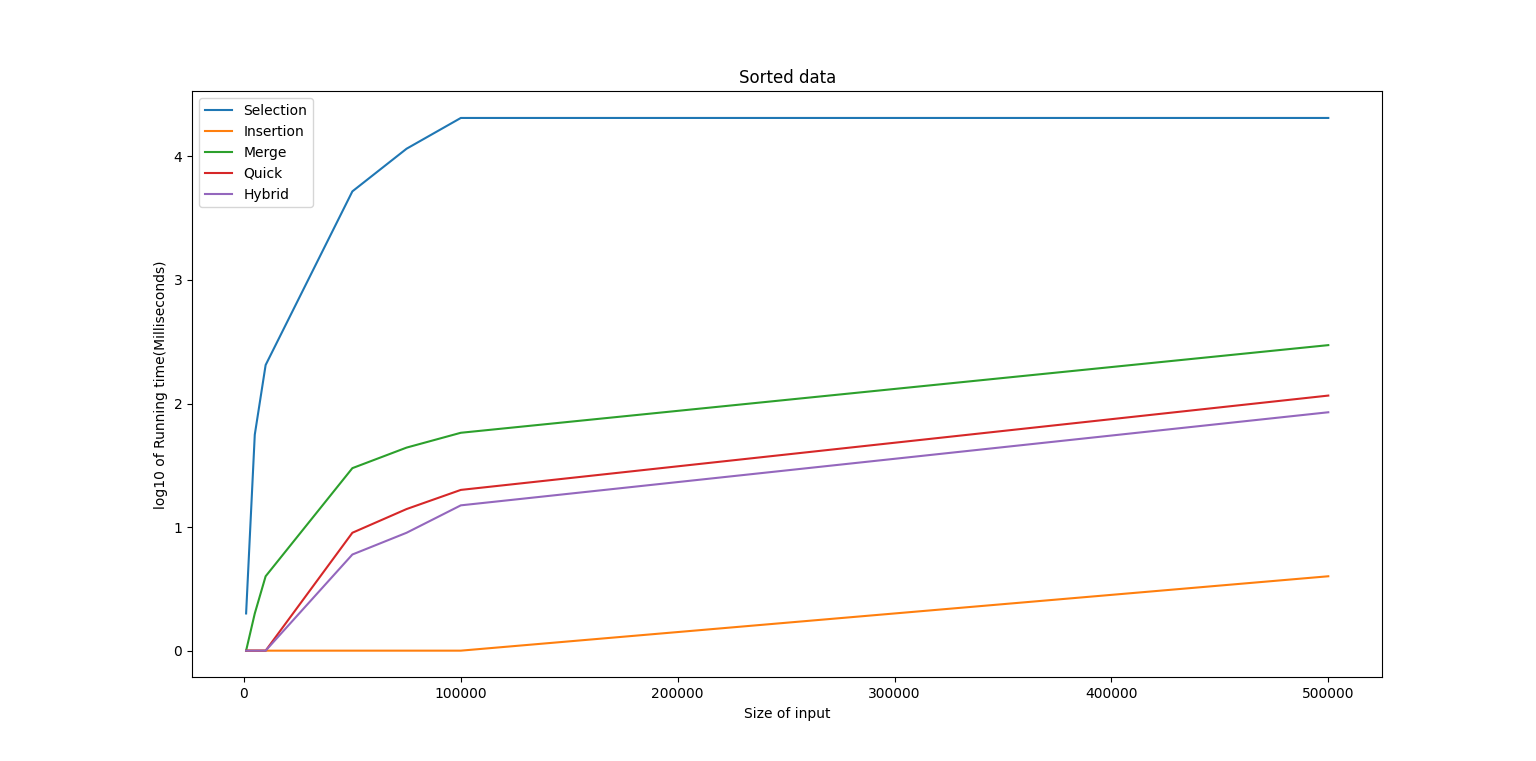 Sorted data
Selection
Insertion
Merge
Quick
Hybrid
log10 of Running time(Milliseconds)
4
3
2
1
0
0 100000 200000 300000 400000 500000
Size of input